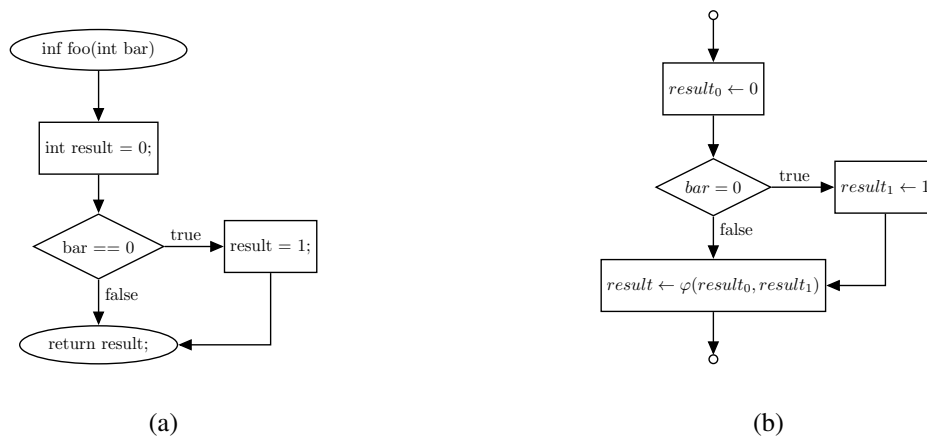 inf foo(int bar)
int result = 0;
bar == 0
true
result = 1;
false
return result;
(a)
result₀ ← 0
bar = 0
true
result₁ ← 1
false
result ← φ(result₀, result₁)
(b)